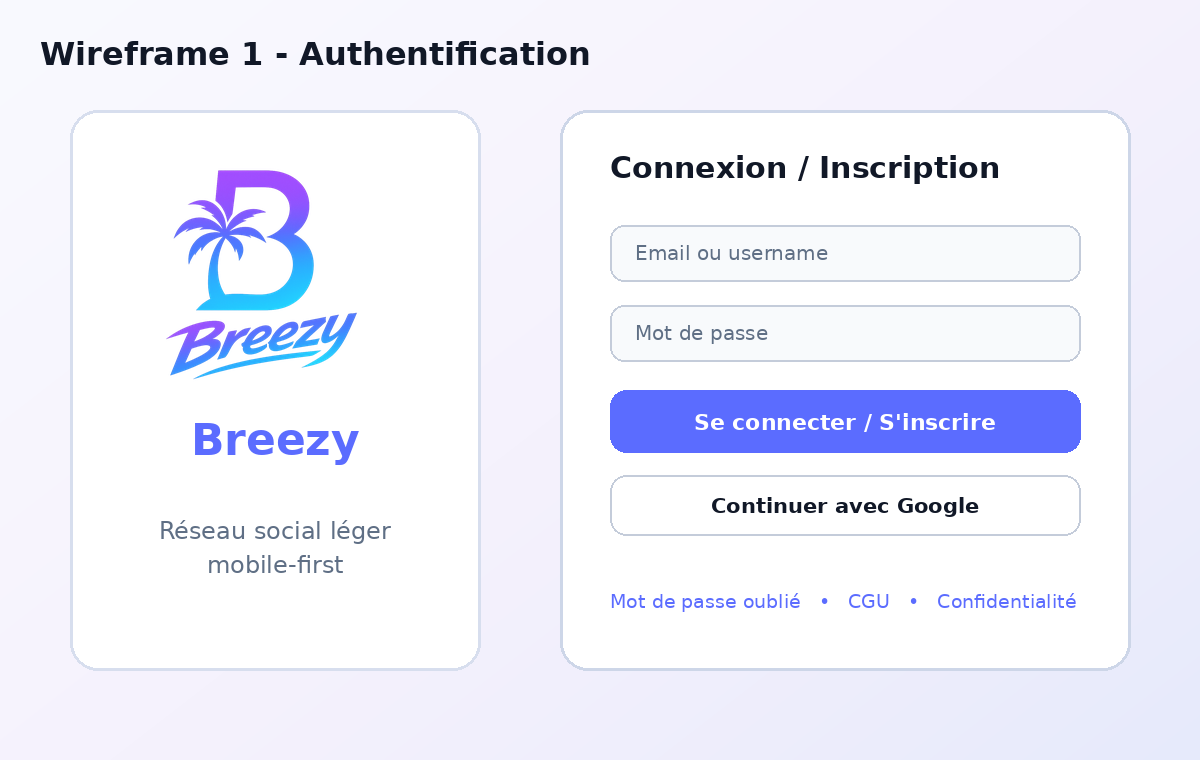 Wireframe 1 - Authentification
Breezy
Breezy
Réseau social léger
mobile-first
Connexion / Inscription
Email ou username
Mot de passe
Se connecter / S'inscrire
Continuer avec Google
Mot de passe oublié • CGU • Confidentialité